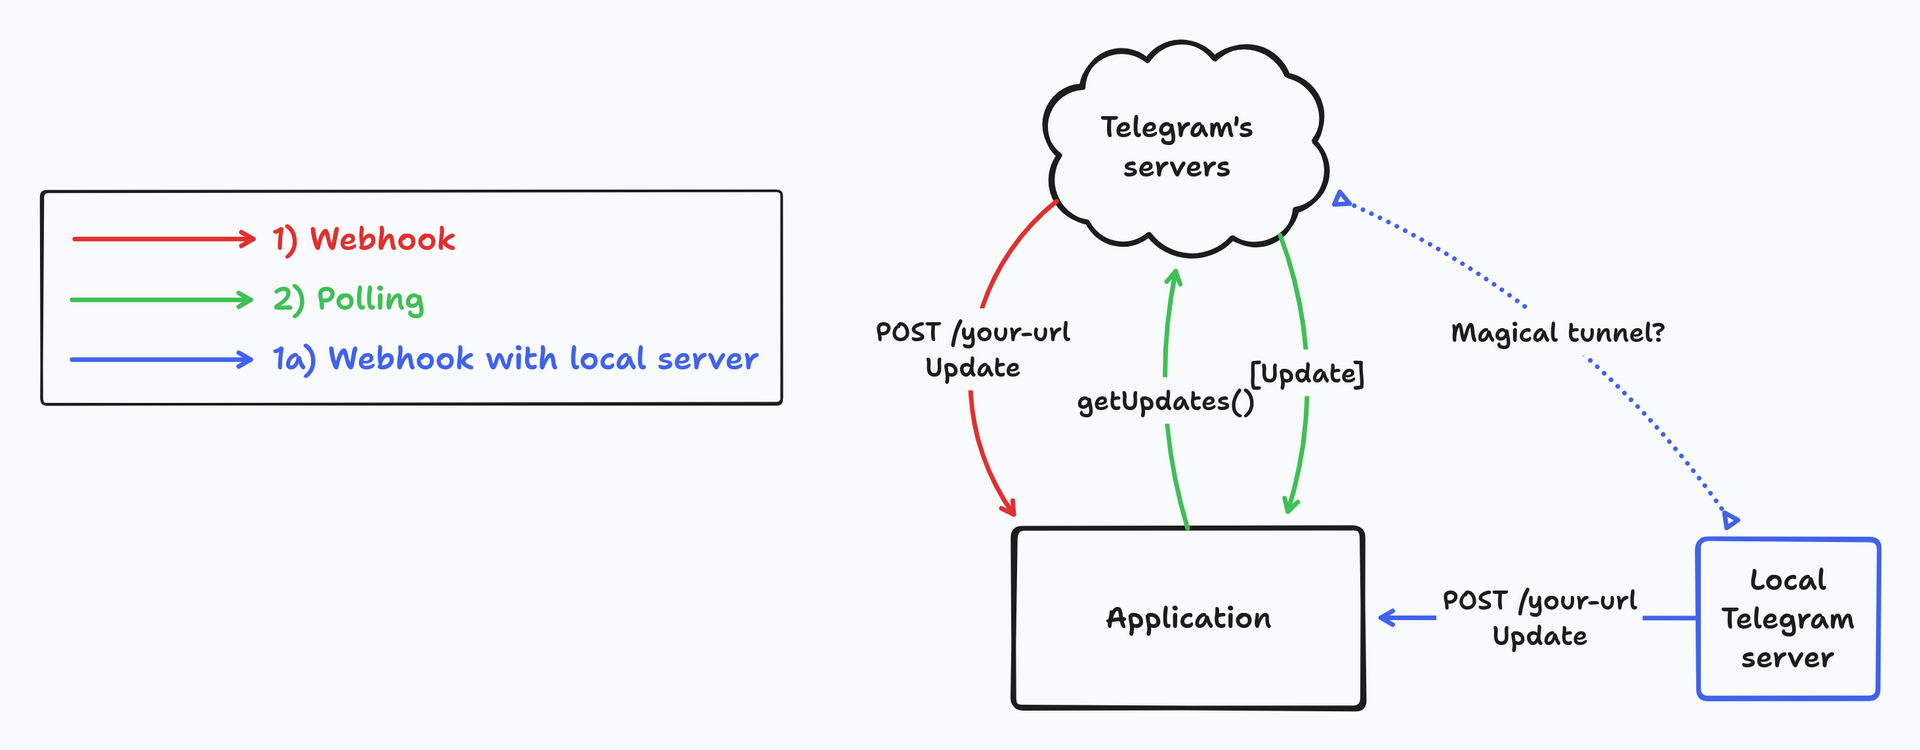 1) Webhook
2) Polling
1a) Webhook with local server
Telegram's
servers
POST /your-url
Update
getUpdates()
[Update]
Magical tunnel?
Application
POST /your-url
Update
Local
Telegram
server